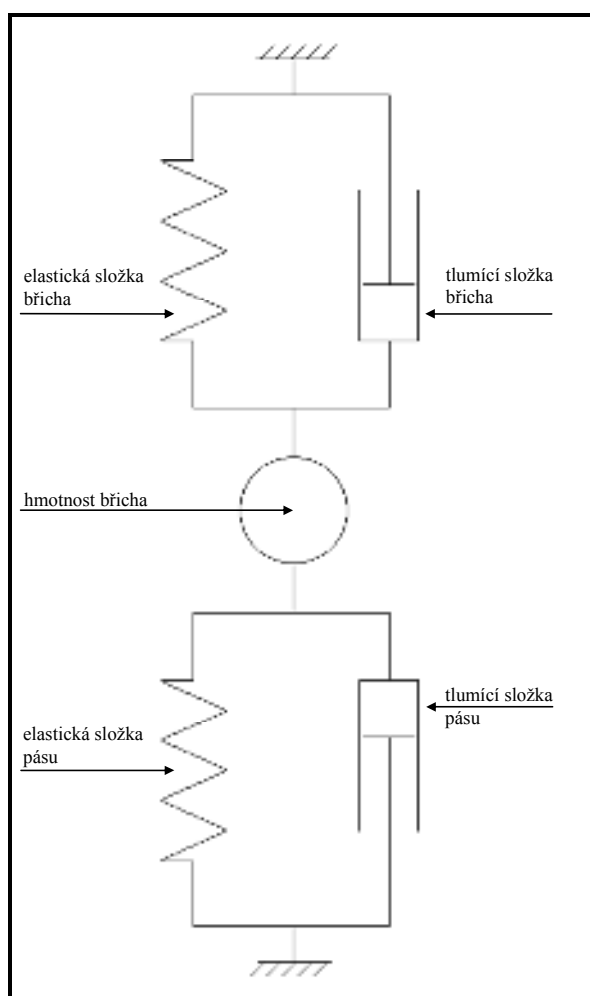 elastická složka
břicha
tlumící složka
břicha
hmotnost břicha
elastická složka
pásu
tlumící složka
pásu